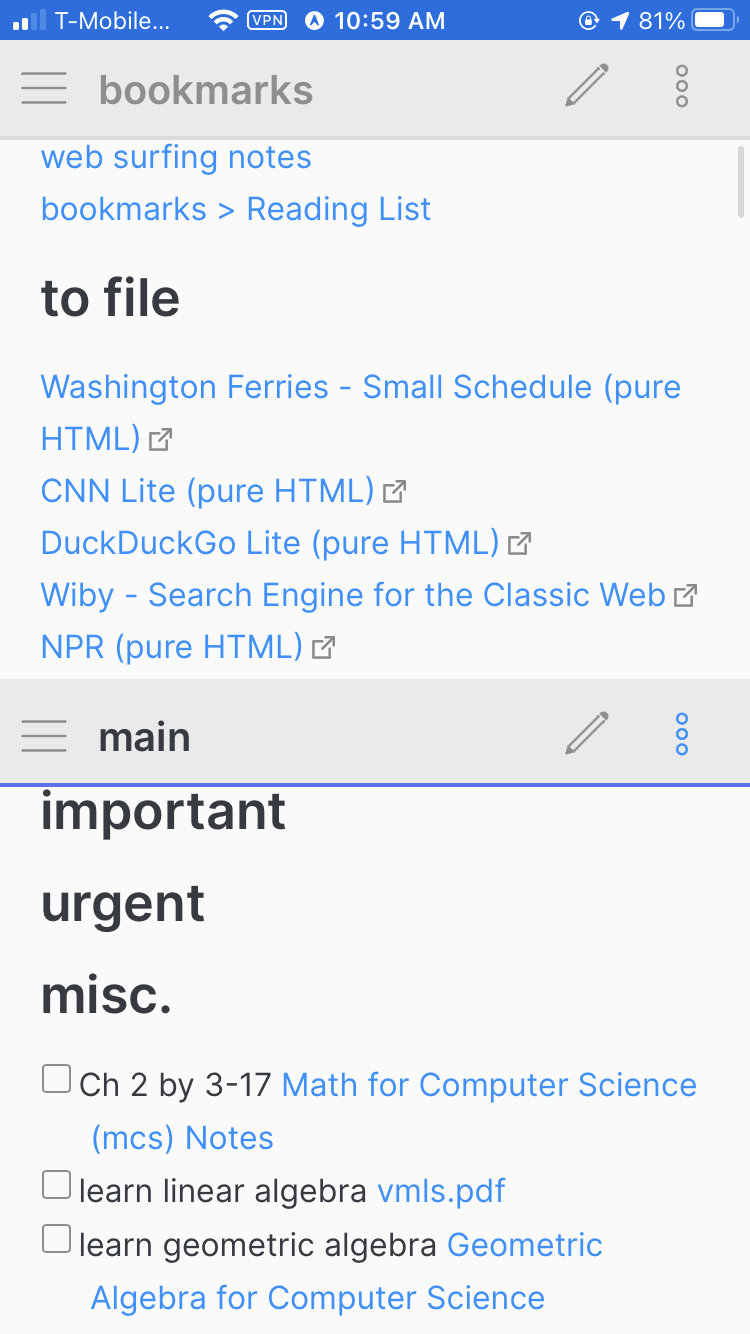 T-Mobile... VPN 10:59 AM 81%
bookmarks
web surfing notes
bookmarks > Reading List
to file
Washington Ferries - Small Schedule (pure
HTML)
CNN Lite (pure HTML)
DuckDuckGo Lite (pure HTML)
Wiby - Search Engine for the Classic Web
NPR (pure HTML)
main
important
urgent
misc.
Ch 2 by 3-17 Math for Computer Science
(mcs) Notes
learn linear algebra vmls.pdf
learn geometric algebra Geometric
Algebra for Computer Science